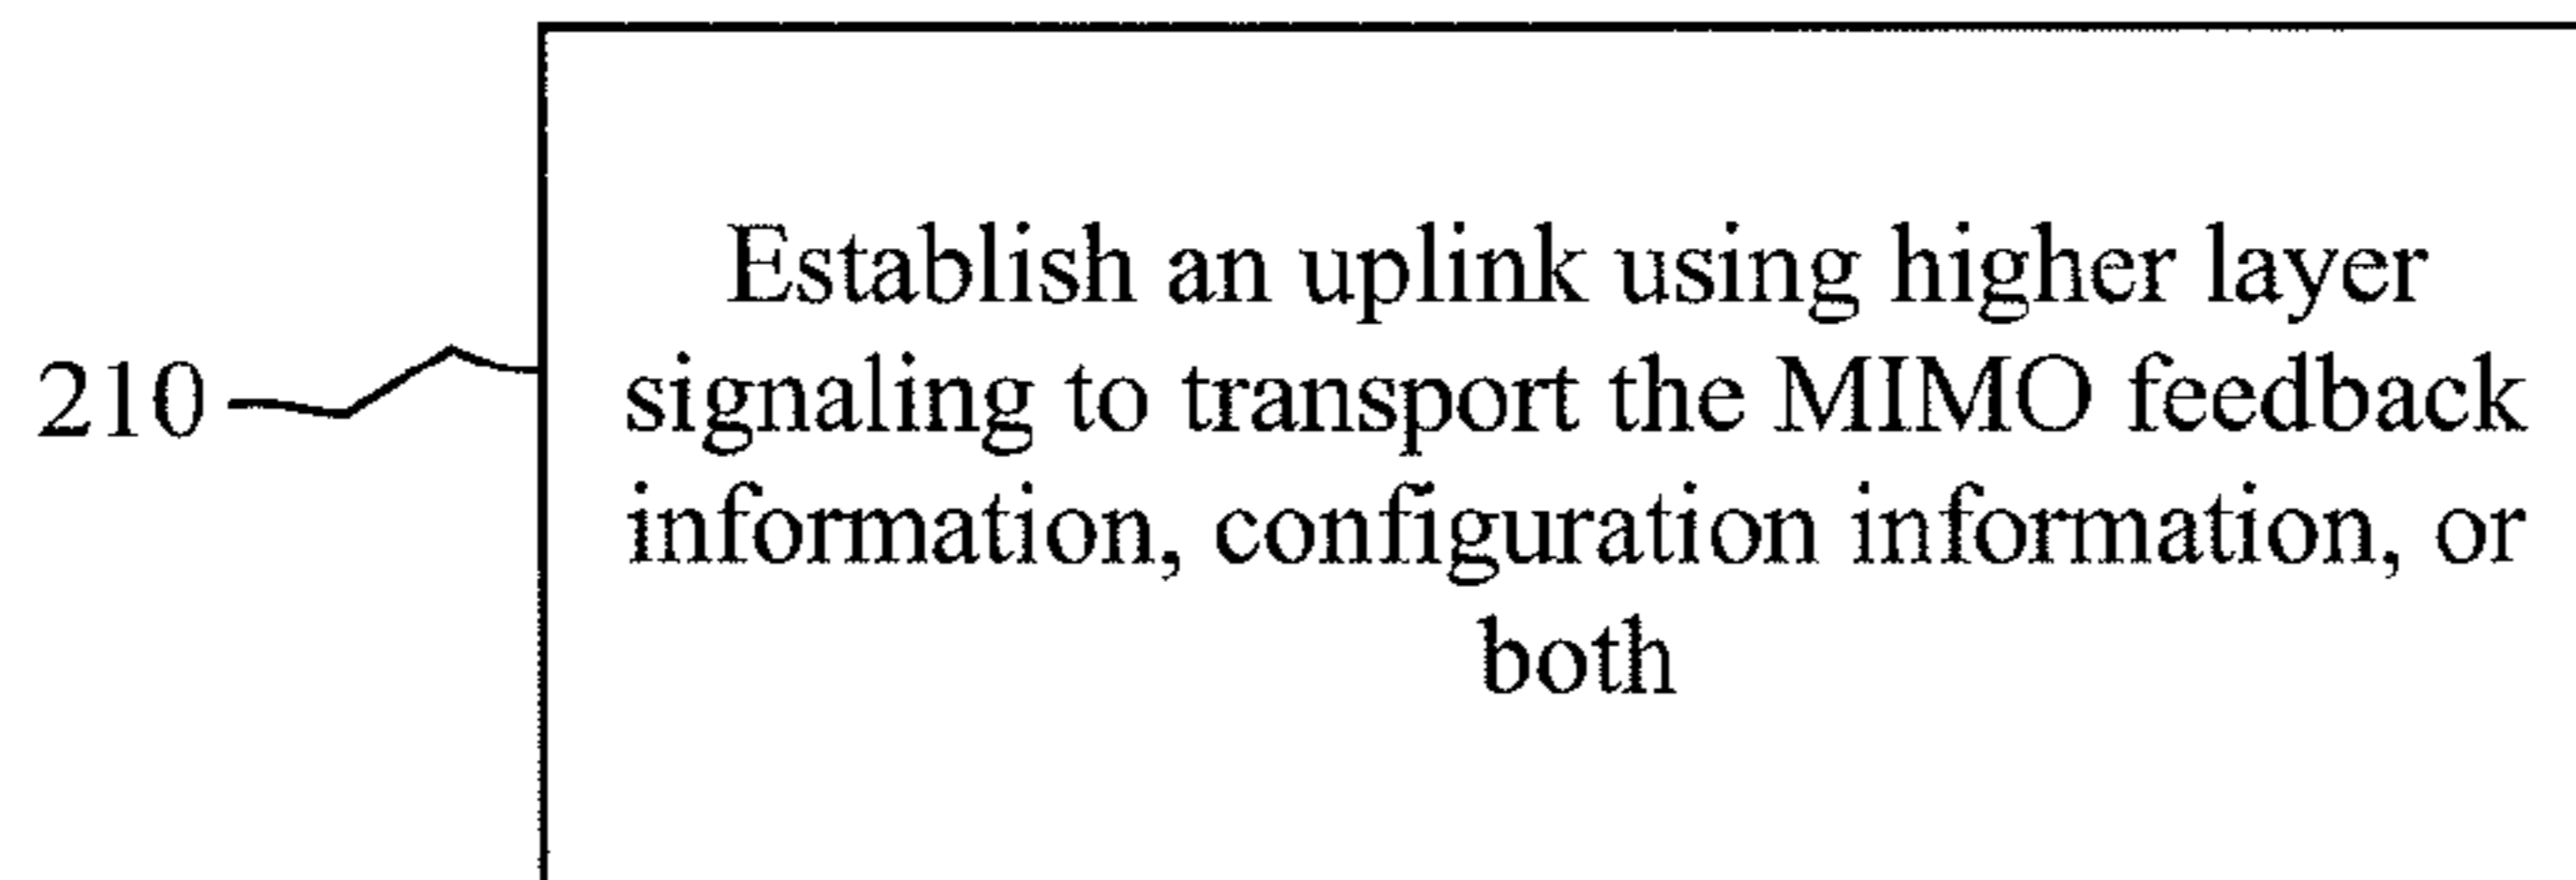 Establish an uplink using higher layer
210
signaling to transport the MIMO feedback
information, configuration information, or
both